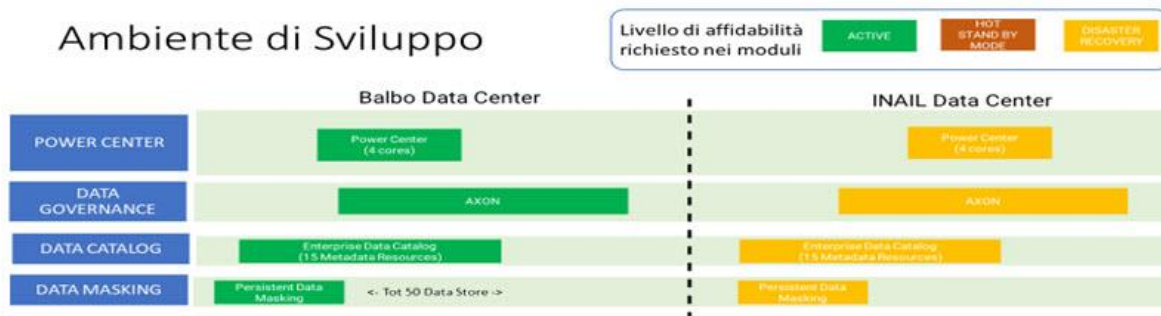 Ambiente di Sviluppo
Livello di affidabilità
richiesto nei moduli
ACTIVE
HOT
STAND BY
MODE
DISASTER
RECOVERY
Balbo Data Center
INAIL Data Center
POWER CENTER
Power Center
(4 cores)
Power Center
(4 cores)
DATA
GOVERNANCE
AXON
AXON
DATA CATALOG
Enterprise Data Catalog
(15 Metadata Resources)
Enterprise Data Catalog
(15 Metadata Resources)
DATA MASKING
Persistent Data
Masking
<- Tot 50 Data Store ->
Persistent Data
Masking